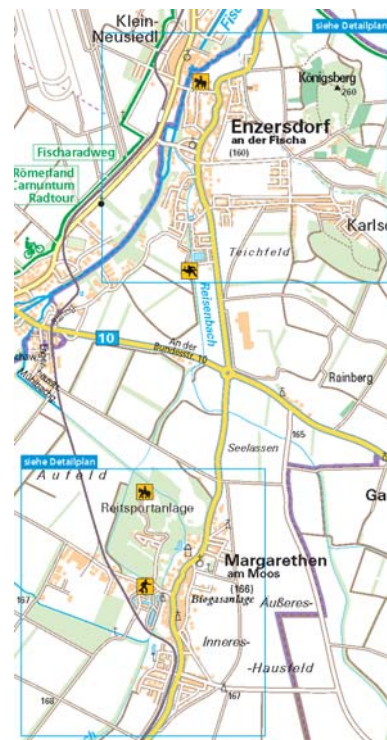 Klein-
Neusiedl
Fisch
siehe Detailplan
Königsberg
260
Enzersdorf
an der Fischa
(160)
Fischaradweg
Römerfand
Carnuntum
Radtour
Karls
Teichfeld
Reisenbach
10
An der
Bundesstr. 10
Rainberg
165
Seelassen
siehe Detailplan
Aufeld
Reitsportanlage
Ga
Margarethen
am Moos
(166)
Biogasanlage
Äußeres-
167
Inneres-
-Hausfeld
167
168